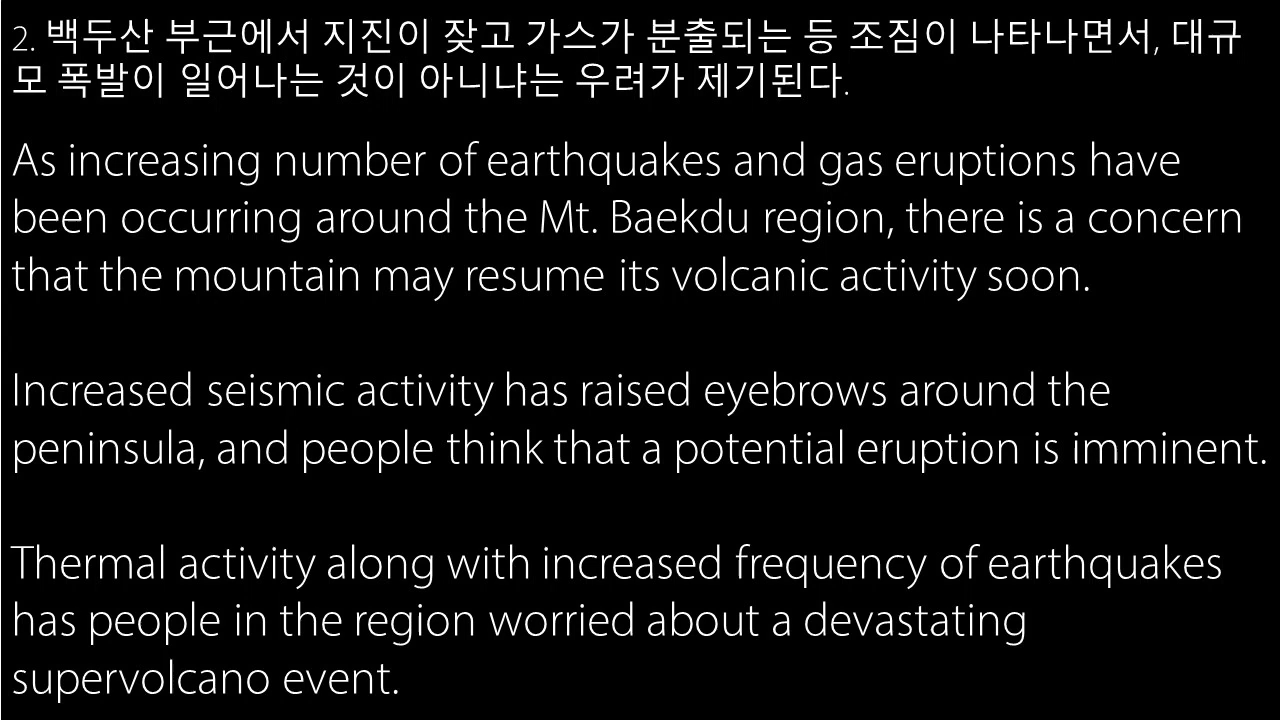 2. 백두산 부근에서 지진이 잦고 가스가 분출되는 등 조짐이 나타나면서, 대규
모 폭발이 일어나는 것이 아니냐는 우려가 제기된다.
As increasing number of earthquakes and gas eruptions have
been occurring around the Mt. Baekdu region, there is a concern
that the mountain may resume its volcanic activity soon.
Increased seismic activity has raised eyebrows around the
peninsula, and people think that a potential eruption is imminent.
Thermal activity along with increased frequency of earthquakes
has people in the region worried about a devastating
supervolcano event.